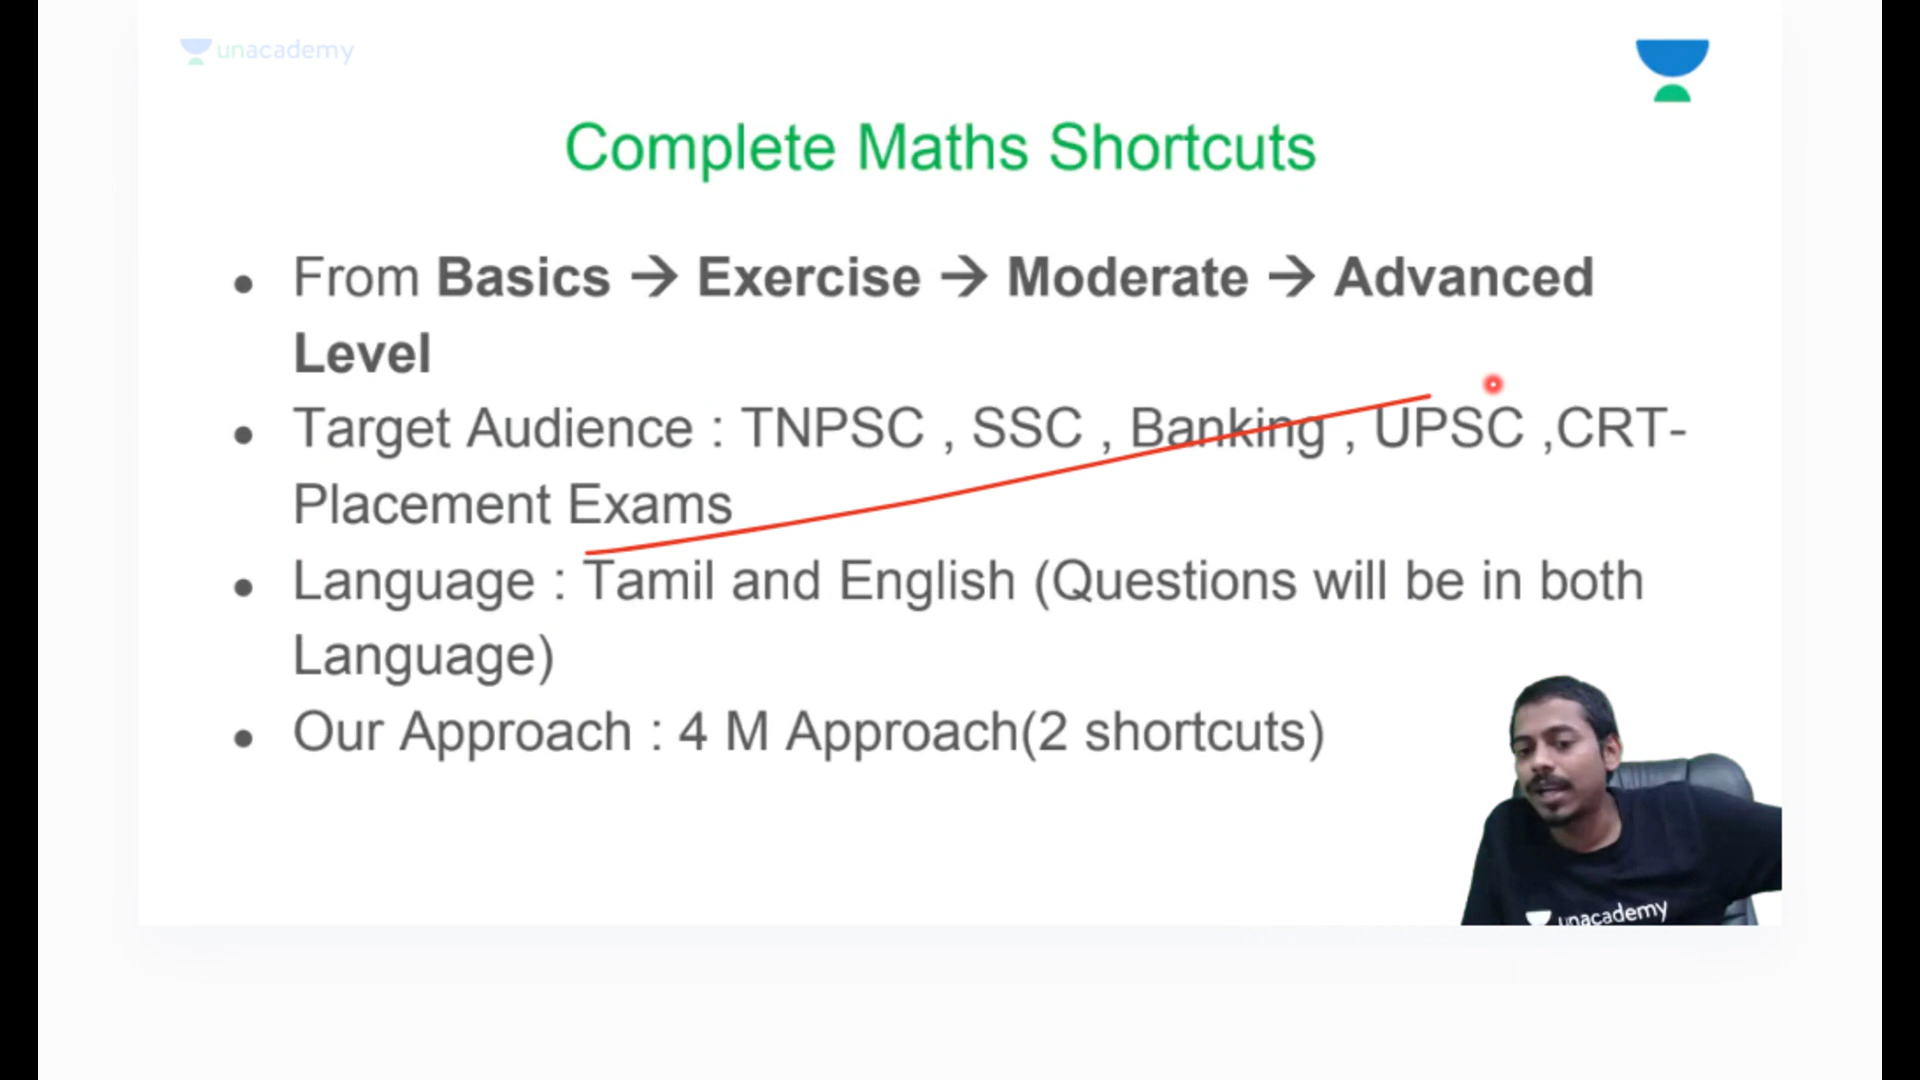 unacademy
Complete Maths Shortcuts
• From Basics → Exercise → Moderate → Advanced
Level
• Target Audience : TNPSC , SSC , Banking , UPSC ,CRT-
Placement Exams
• Language : Tamil and English (Questions will be in both
Language)
• Our Approach : 4 M Approach(2 shortcuts)
unacademy